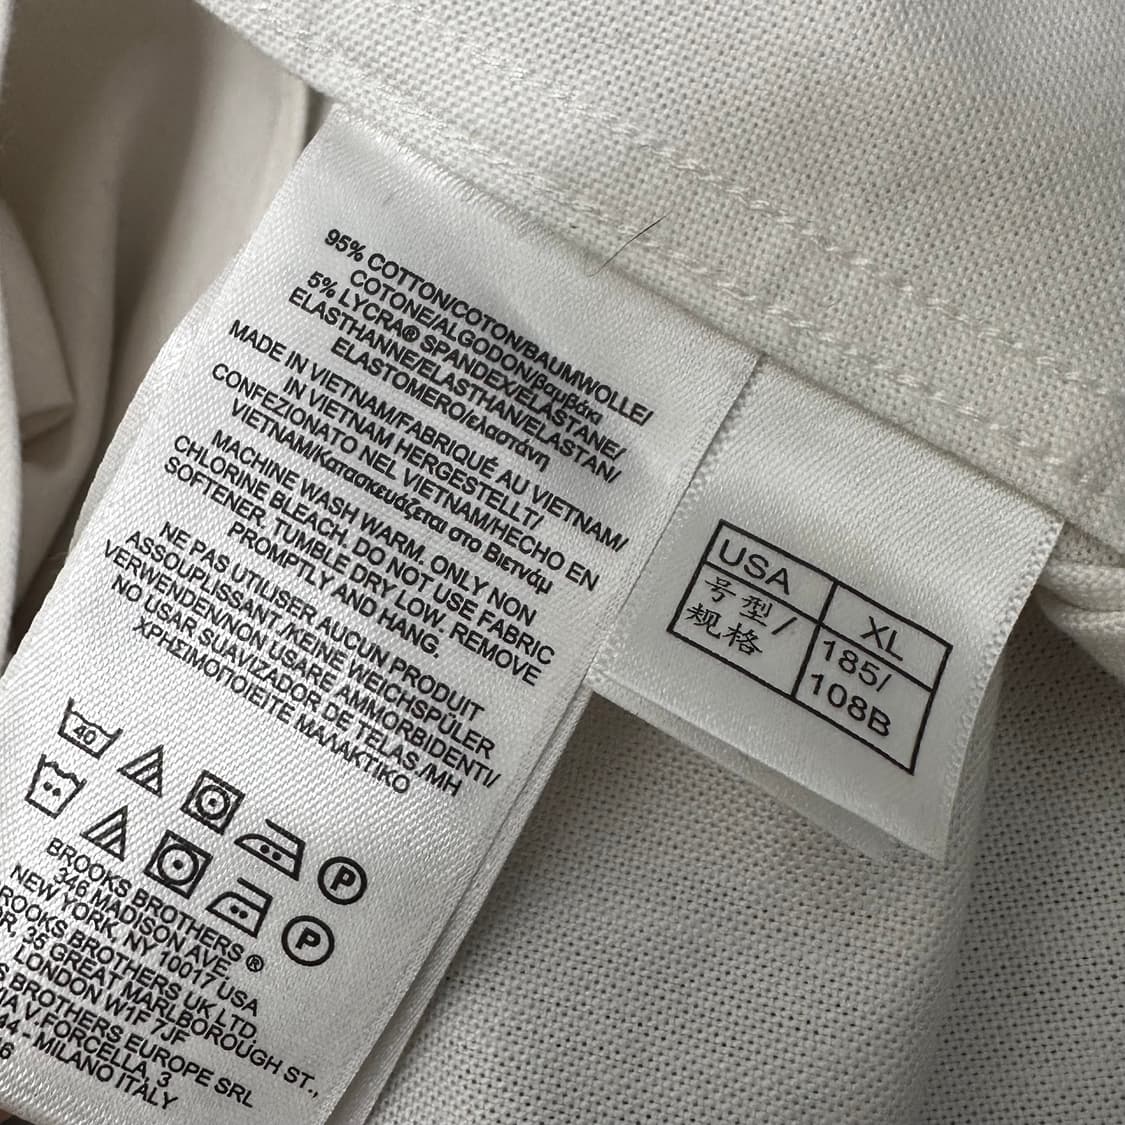 95% COTTON/COTON/BAUMWOLLE/
COTONE/ALGODON/βαμβάκι
5% LYCRA® SPANDEX/ELASTANE/
ELASTHANNE/ELASTHAN/ELASTAN/
ELASTOMERO/ελαστάνη
MADE IN VIETNAM/FABRIQUÉ AU VIETNAM/
IN VIETNAM HERGESTELLT/
CONFEZIONATO NEL VIETNAM/HECHO EN
VIETNAM/Κατασκευάζεται στο Βιετνάμ
MACHINE WASH WARM. ONLY NON
CHLORINE BLEACH. DO NOT USE FABRIC
SOFTENER. TUMBLE DRY LOW. REMOVE
PROMPTLY AND HANG.
NE PAS UTILISER AUCUN PRODUIT
ASSOUPLISSANT./KEINE WEICHSPÜLER
VERWENDEN/NON USARE AMMORBIDENTI/
NO USAR SUAVIZADOR DE TELAS./ΜΗ
ΧΡΗΣΙΜΟΠΟΙΕΙΤΕ ΜΑΛΑΚΤΙΚΟ
40
P
P
BROOKS BROTHERS ®
346 MADISON AVE.
NEW YORK, NY 10017 USA
BROOKS BROTHERS UK LTD.
35 GREAT MARLBOROUGH ST.,
LONDON W1F 7JF
BROTHERS EUROPE SRL
VIA V.FORCELLA, 3
- MILANO ITALY
USA XL
号型/ 185/
规格 108B